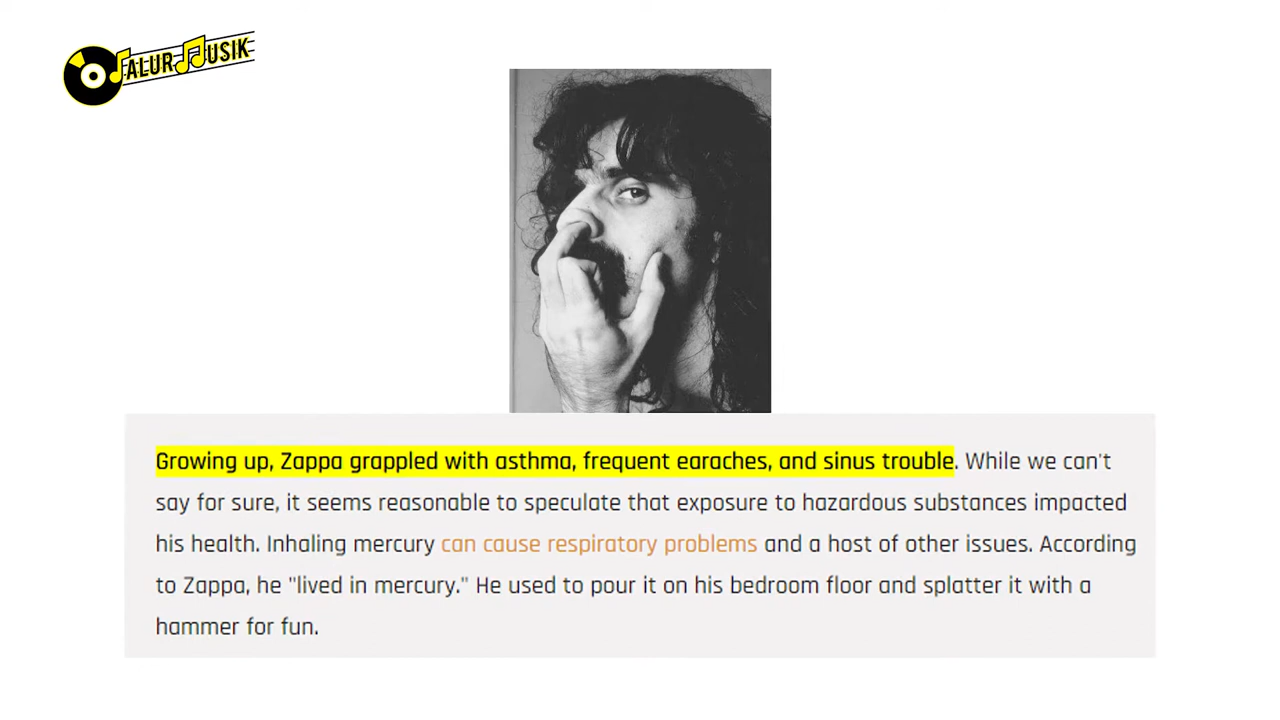 JALUR MUSIK
Growing up, Zappa grappled with asthma, frequent earaches, and sinus trouble. While we can't
say for sure, it seems reasonable to speculate that exposure to hazardous substances impacted
his health. Inhaling mercury can cause respiratory problems and a host of other issues. According
to Zappa, he "lived in mercury." He used to pour it on his bedroom floor and splatter it with a
hammer for fun.